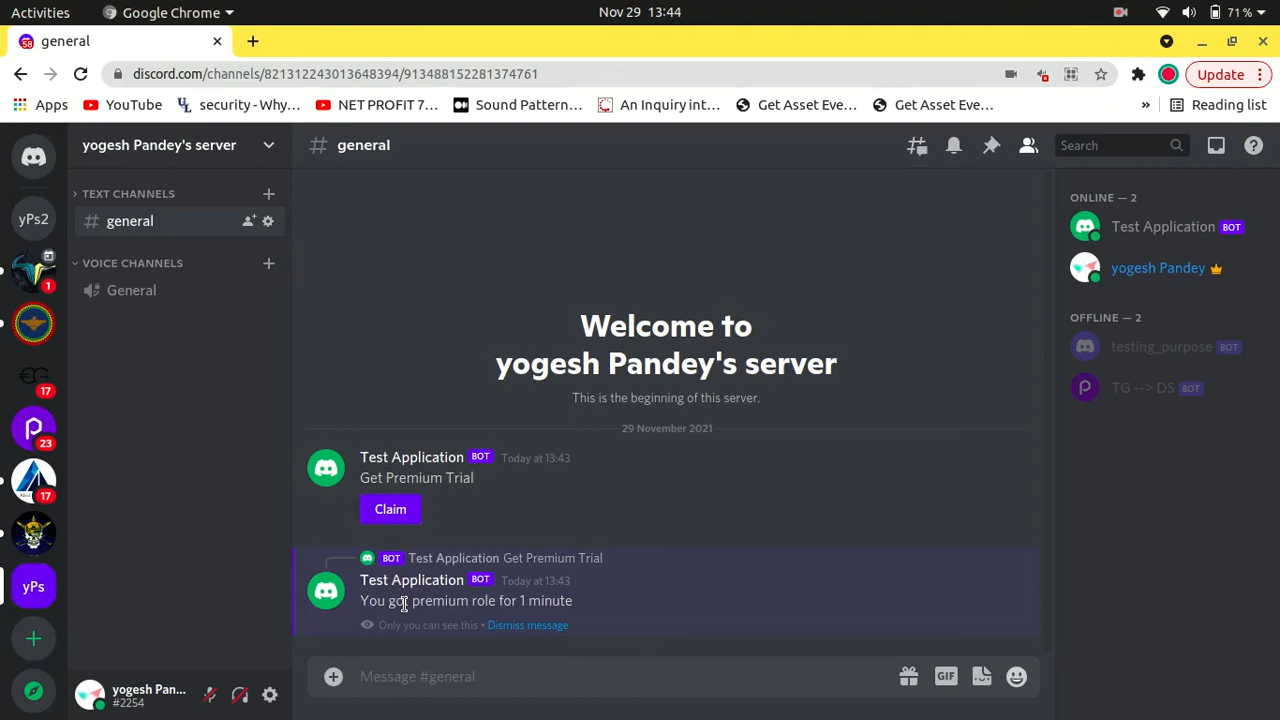 Activities
Google Chrome
Nov 29 13:44
71 %
58
general
discord.com/channels/821312243013648394/913488152281374761
Update
Apps
YouTube
security - Why...
NET PROFIT 7...
Sound Pattern...
An Inquiry int...
Get Asset Eve...
Get Asset Eve...
»
Reading list
yogesh Pandey's server
# general
Search
TEXT CHANNELS
# general
VOICE CHANNELS
General
yPs2
1
17
23
17
yPs
Welcome to
yogesh Pandey's server
This is the beginning of this server.
29 November 2021
Test Application BOT Today at 13:43
Get Premium Trial
Claim
BOT Test Application Get Premium Trial
Test Application BOT Today at 13:43
You got premium role for 1 minute
Only you can see this • Dismiss message
Message #general
GIF
yogesh Pan...
#2254
ONLINE — 2
Test Application BOT
yogesh Pandey
OFFLINE — 2
testing_purpose BOT
TG --> DS BOT